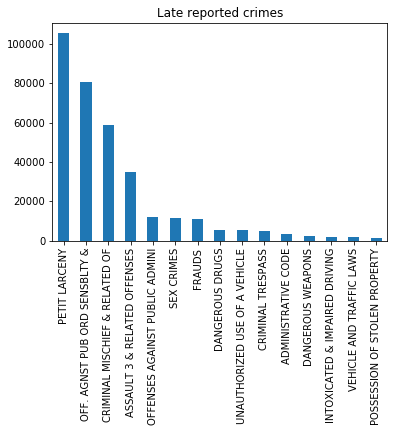 Late reported crimes
100000
80000
60000
40000
20000
0
PETIT LARCENY
OFF. AGNST PUB ORD SENSBLTY &
CRIMINAL MISCHIEF & RELATED OF
ASSAULT 3 & RELATED OFFENSES
OFFENSES AGAINST PUBLIC ADMINI
SEX CRIMES
FRAUDS
DANGEROUS DRUGS
UNAUTHORIZED USE OF A VEHICLE
CRIMINAL TRESPASS
ADMINISTRATIVE CODE
DANGEROUS WEAPONS
INTOXICATED & IMPAIRED DRIVING
VEHICLE AND TRAFFIC LAWS
POSSESSION OF STOLEN PROPERTY